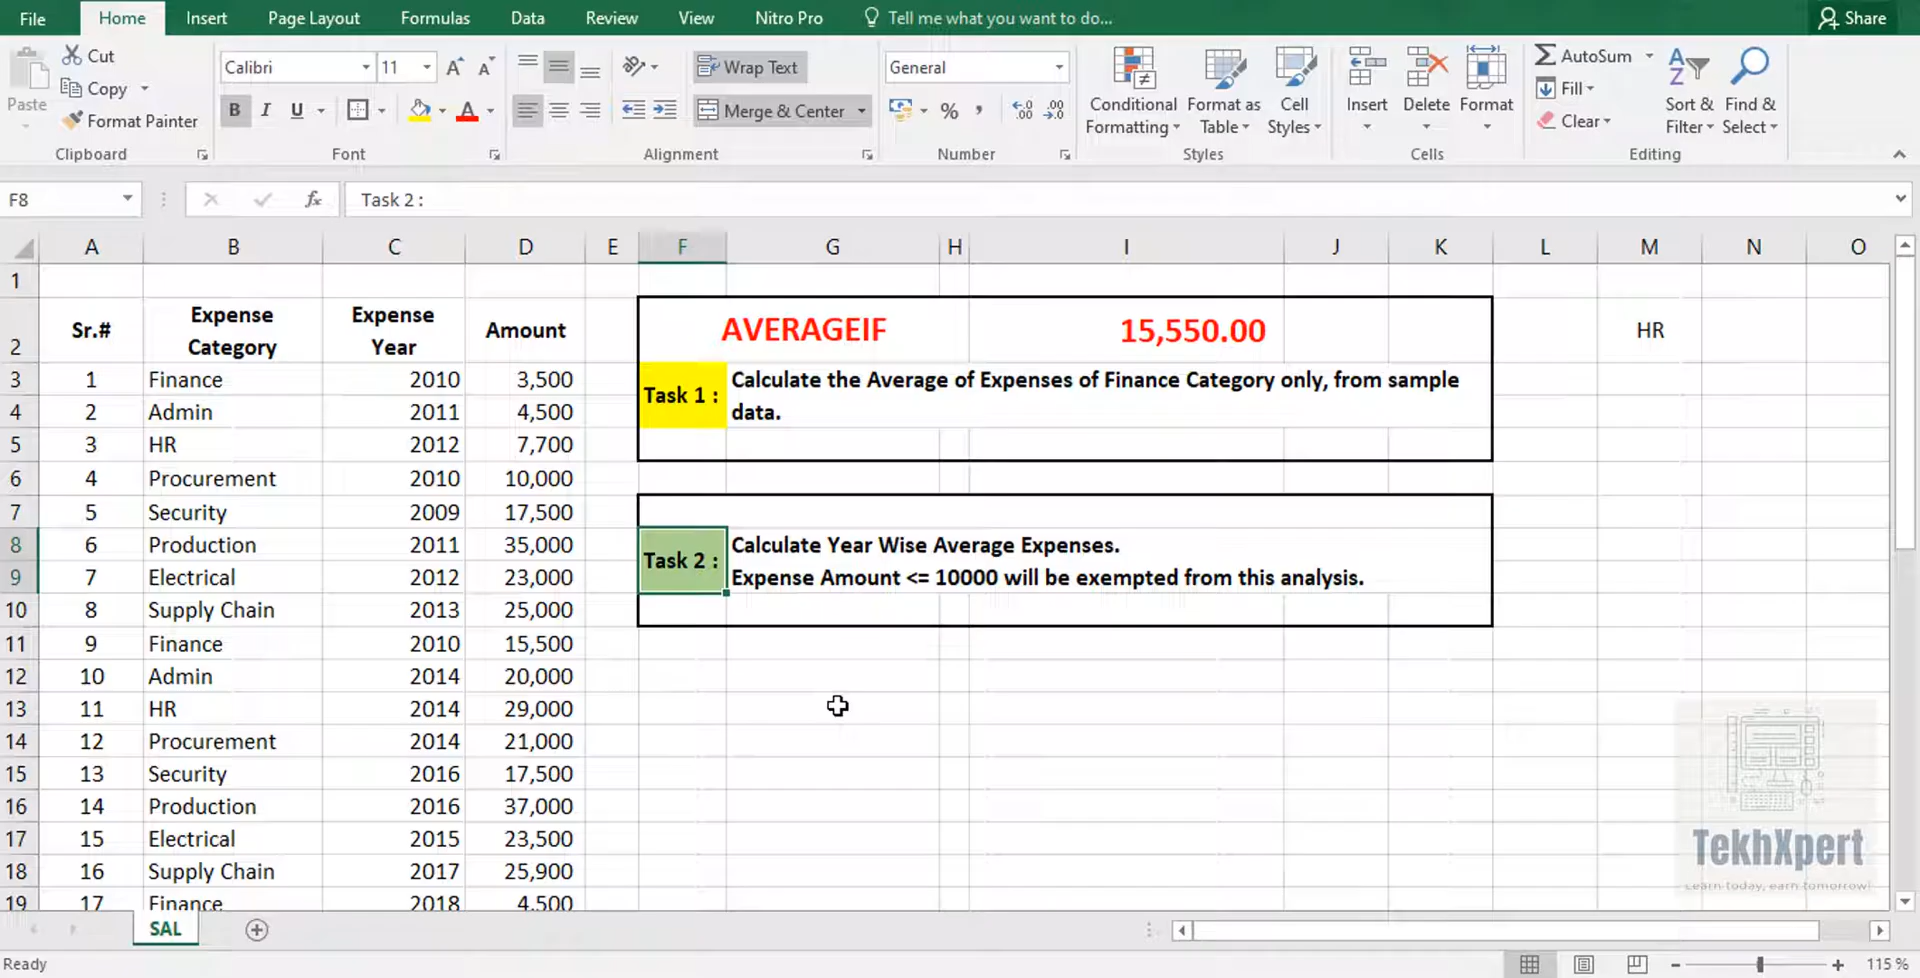 File Home Insert Page Layout Formulas Data Review View Nitro Pro Tell me what you want to do... Share
Cut
Copy
Format Painter
Paste
Clipboard
Calibri 11
B I U
Font
Wrap Text
Merge & Center
Alignment
General
% ,
Number
Conditional Formatting
Format as Table
Cell Styles
Styles
Insert Delete Format
Cells
AutoSum
Fill
Clear
Sort & Filter
Find & Select
Editing
F8 fx Task 2 :
A B C D E F G H I J K L M N O
1
2 Sr.# Expense Category Expense Year Amount AVERAGEIF 15,550.00 HR
3 1 Finance 2010 3,500
Task 1 : Calculate the Average of Expenses of Finance Category only, from sample
data.
4 2 Admin 2011 4,500
5 3 HR 2012 7,700
6 4 Procurement 2010 10,000
7 5 Security 2009 17,500
8 6 Production 2011 35,000
Task 2 : Calculate Year Wise Average Expenses.
Expense Amount <= 10000 will be exempted from this analysis.
9 7 Electrical 2012 23,000
10 8 Supply Chain 2013 25,000
11 9 Finance 2010 15,500
12 10 Admin 2014 20,000
13 11 HR 2014 29,000
14 12 Procurement 2014 21,000
15 13 Security 2016 17,500
16 14 Production 2016 37,000
17 15 Electrical 2015 23,500
18 16 Supply Chain 2017 25,900
19 17 Finance 2018 4,500
TekhXpert
Learn today, earn tomorrow!
SAL
Ready 115 %